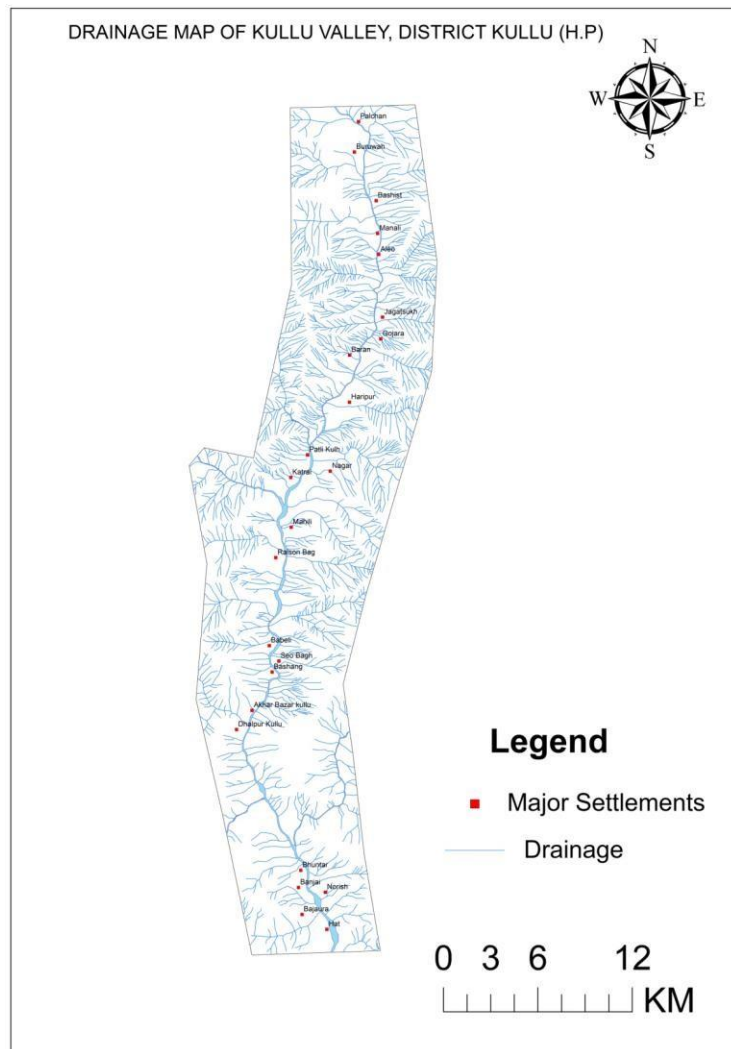 DRAINAGE MAP OF KULLU VALLEY, DISTRICT KULLU (H.P)
N
W E
S
Palchan
Buruwah
Bashist
Manali
Aleo
Jagatsukh
Gojara
Baran
Haripur
Patli Kulh
Nagar
Katrai
Mahili
Raison Bag
Babeli
Seo Bagh
Bashang
Akhar Bazar kullu
Dhalpur Kullu
Legend
Major Settlements
Drainage
Bhuntar
Banjar
Norish
Bajaura
Hat
0 3 6 12
KM